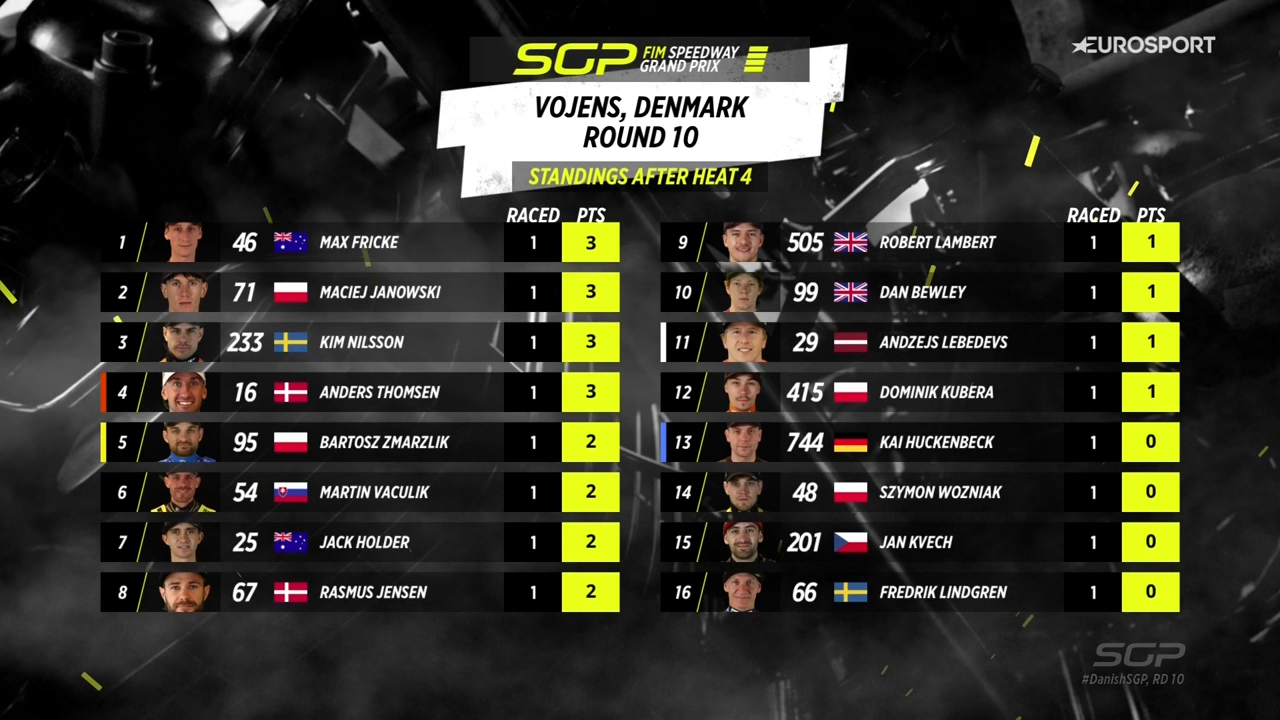 SGP FIM SPEEDWAY
GRAND PRIX
EUROSPORT
VOJENS, DENMARK
ROUND 10
STANDINGS AFTER HEAT 4
RACED PTS
1 46 MAX FRICKE 1 3
2 71 MACIEJ JANOWSKI 1 3
3 233 KIM NILSSON 1 3
4 16 ANDERS THOMSEN 1 3
5 95 BARTOSZ ZMARZLIK 1 2
6 54 MARTIN VACULIK 1 2
7 25 JACK HOLDER 1 2
8 67 RASMUS JENSEN 1 2
RACED PTS
9 505 ROBERT LAMBERT 1 1
10 99 DAN BEWLEY 1 1
11 29 ANDZEJS LEBEDEVS 1 1
12 415 DOMINIK KUBERA 1 1
13 744 KAI HUCKENBECK 1 0
14 48 SZYMON WOZNIAK 1 0
15 201 JAN KVECH 1 0
16 66 FREDRIK LINDGREN 1 0
SGP
#DanishSGP, RD 10